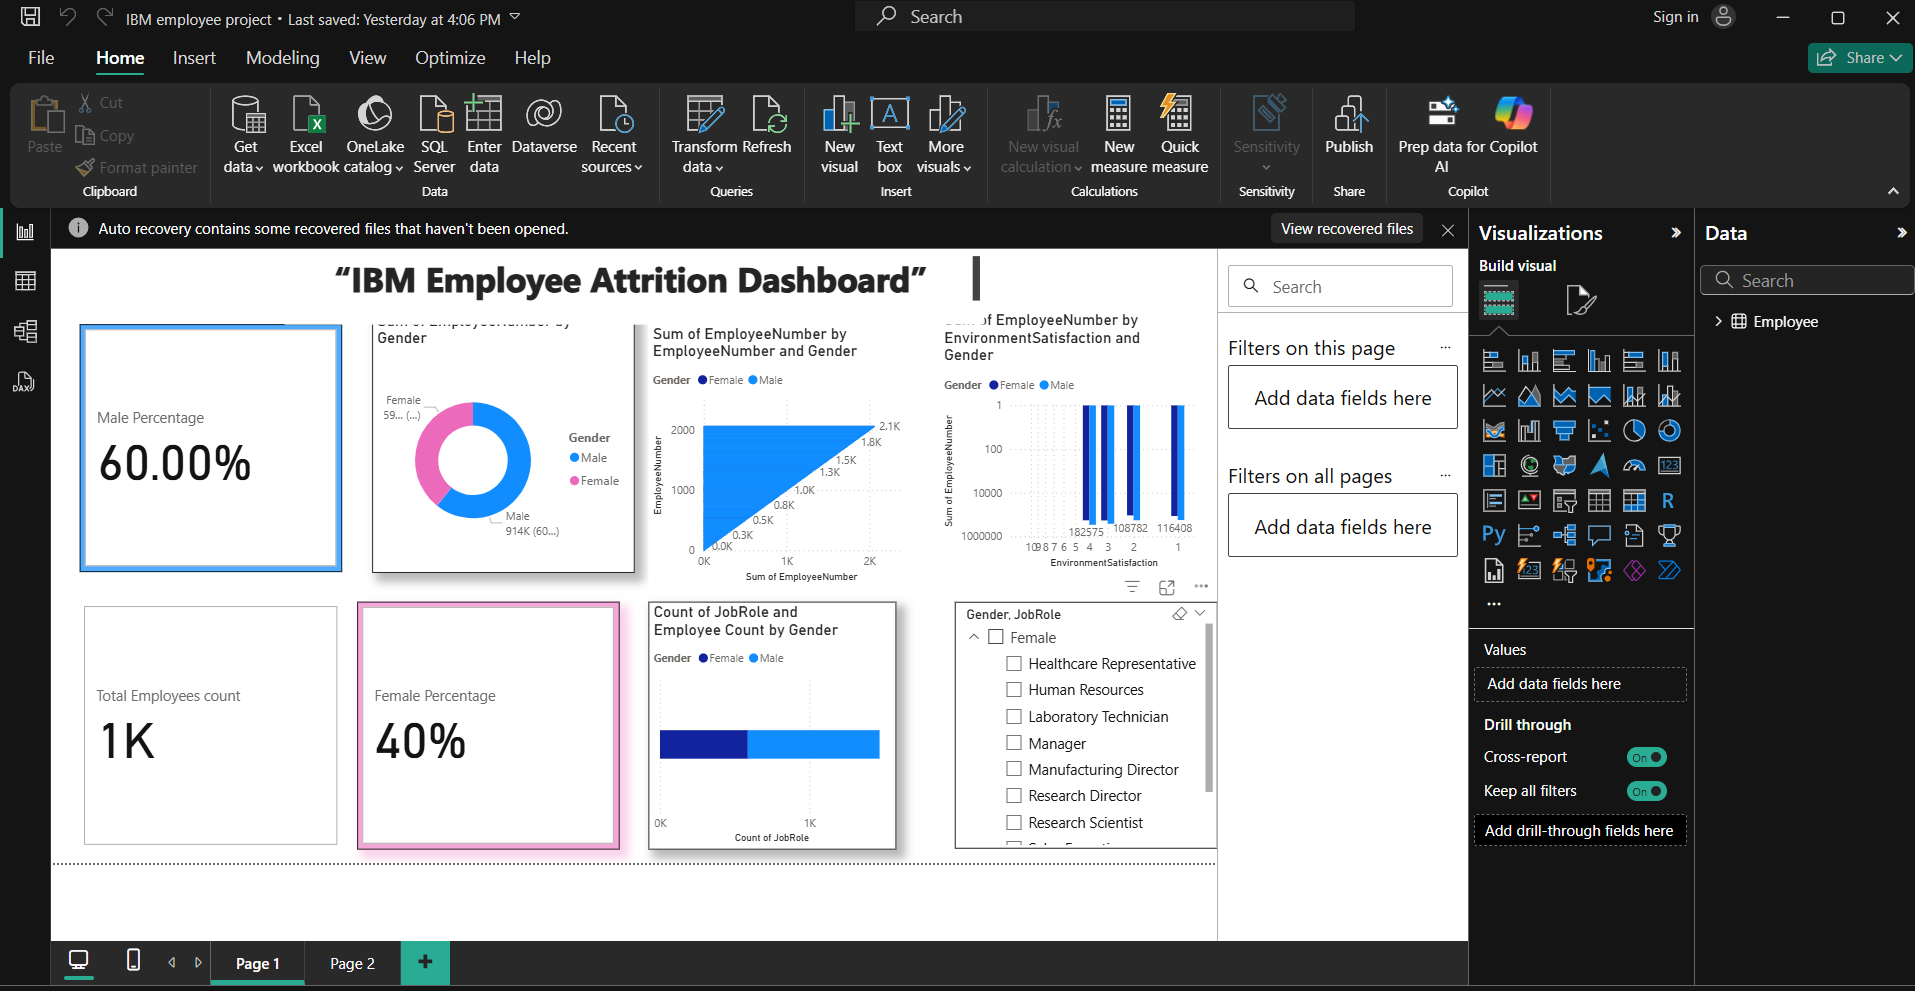 IBM employee project • Last saved: Yesterday at 4:06 PM
Search
Sign in
File Home Insert Modeling View Optimize Help
Share
Paste
Cut
Copy
Format painter
Clipboard
Get data
Excel workbook
OneLake catalog
SQL Server
Enter data
Dataverse
Recent sources
Data
Transform data
Refresh
Queries
New visual
Text box
More visuals
Insert
New visual calculation
New measure
Quick measure
Calculations
Sensitivity
Sensitivity
Publish
Share
Prep data for AI
Copilot
Copilot
Auto recovery contains some recovered files that haven't been opened.
View recovered files
“IBM Employee Attrition Dashboard”
Male Percentage
60.00%
Sum of EmployeeNumber by
Gender
Female
59... (...)
Male
914K (60...)
Gender
Male
Female
Sum of EmployeeNumber by
EmployeeNumber and Gender
Gender Female Male
EmployeeNumber
2000
1000
0
2.1K
1.8K
1.5K
1.3K
1.0K
0.8K
0.5K
0.3K
0.0K
0K 1K 2K
Sum of EmployeeNumber
Sum of EmployeeNumber by
EnvironmentSatisfaction and
Gender
Gender Female Male
Sum of EmployeeNumber
1
100
10000
1000000
182575 108782 116408
10 9 8 7 6 5 4 3 2 1
EnvironmentSatisfaction
Total Employees count
1K
Female Percentage
40%
Count of JobRole and
Employee Count by Gender
Gender Female Male
0K 1K
Count of JobRole
Gender, JobRole
Female
Healthcare Representative
Human Resources
Laboratory Technician
Manager
Manufacturing Director
Research Director
Research Scientist
Search
Filters on this page
Add data fields here
Filters on all pages
Add data fields here
Visualizations
Build visual
123
R
Py
123
Values
Add data fields here
Drill through
Cross-report
On
Keep all filters
On
Add drill-through fields here
Data
Search
Employee
DAX
Page 1
Page 2